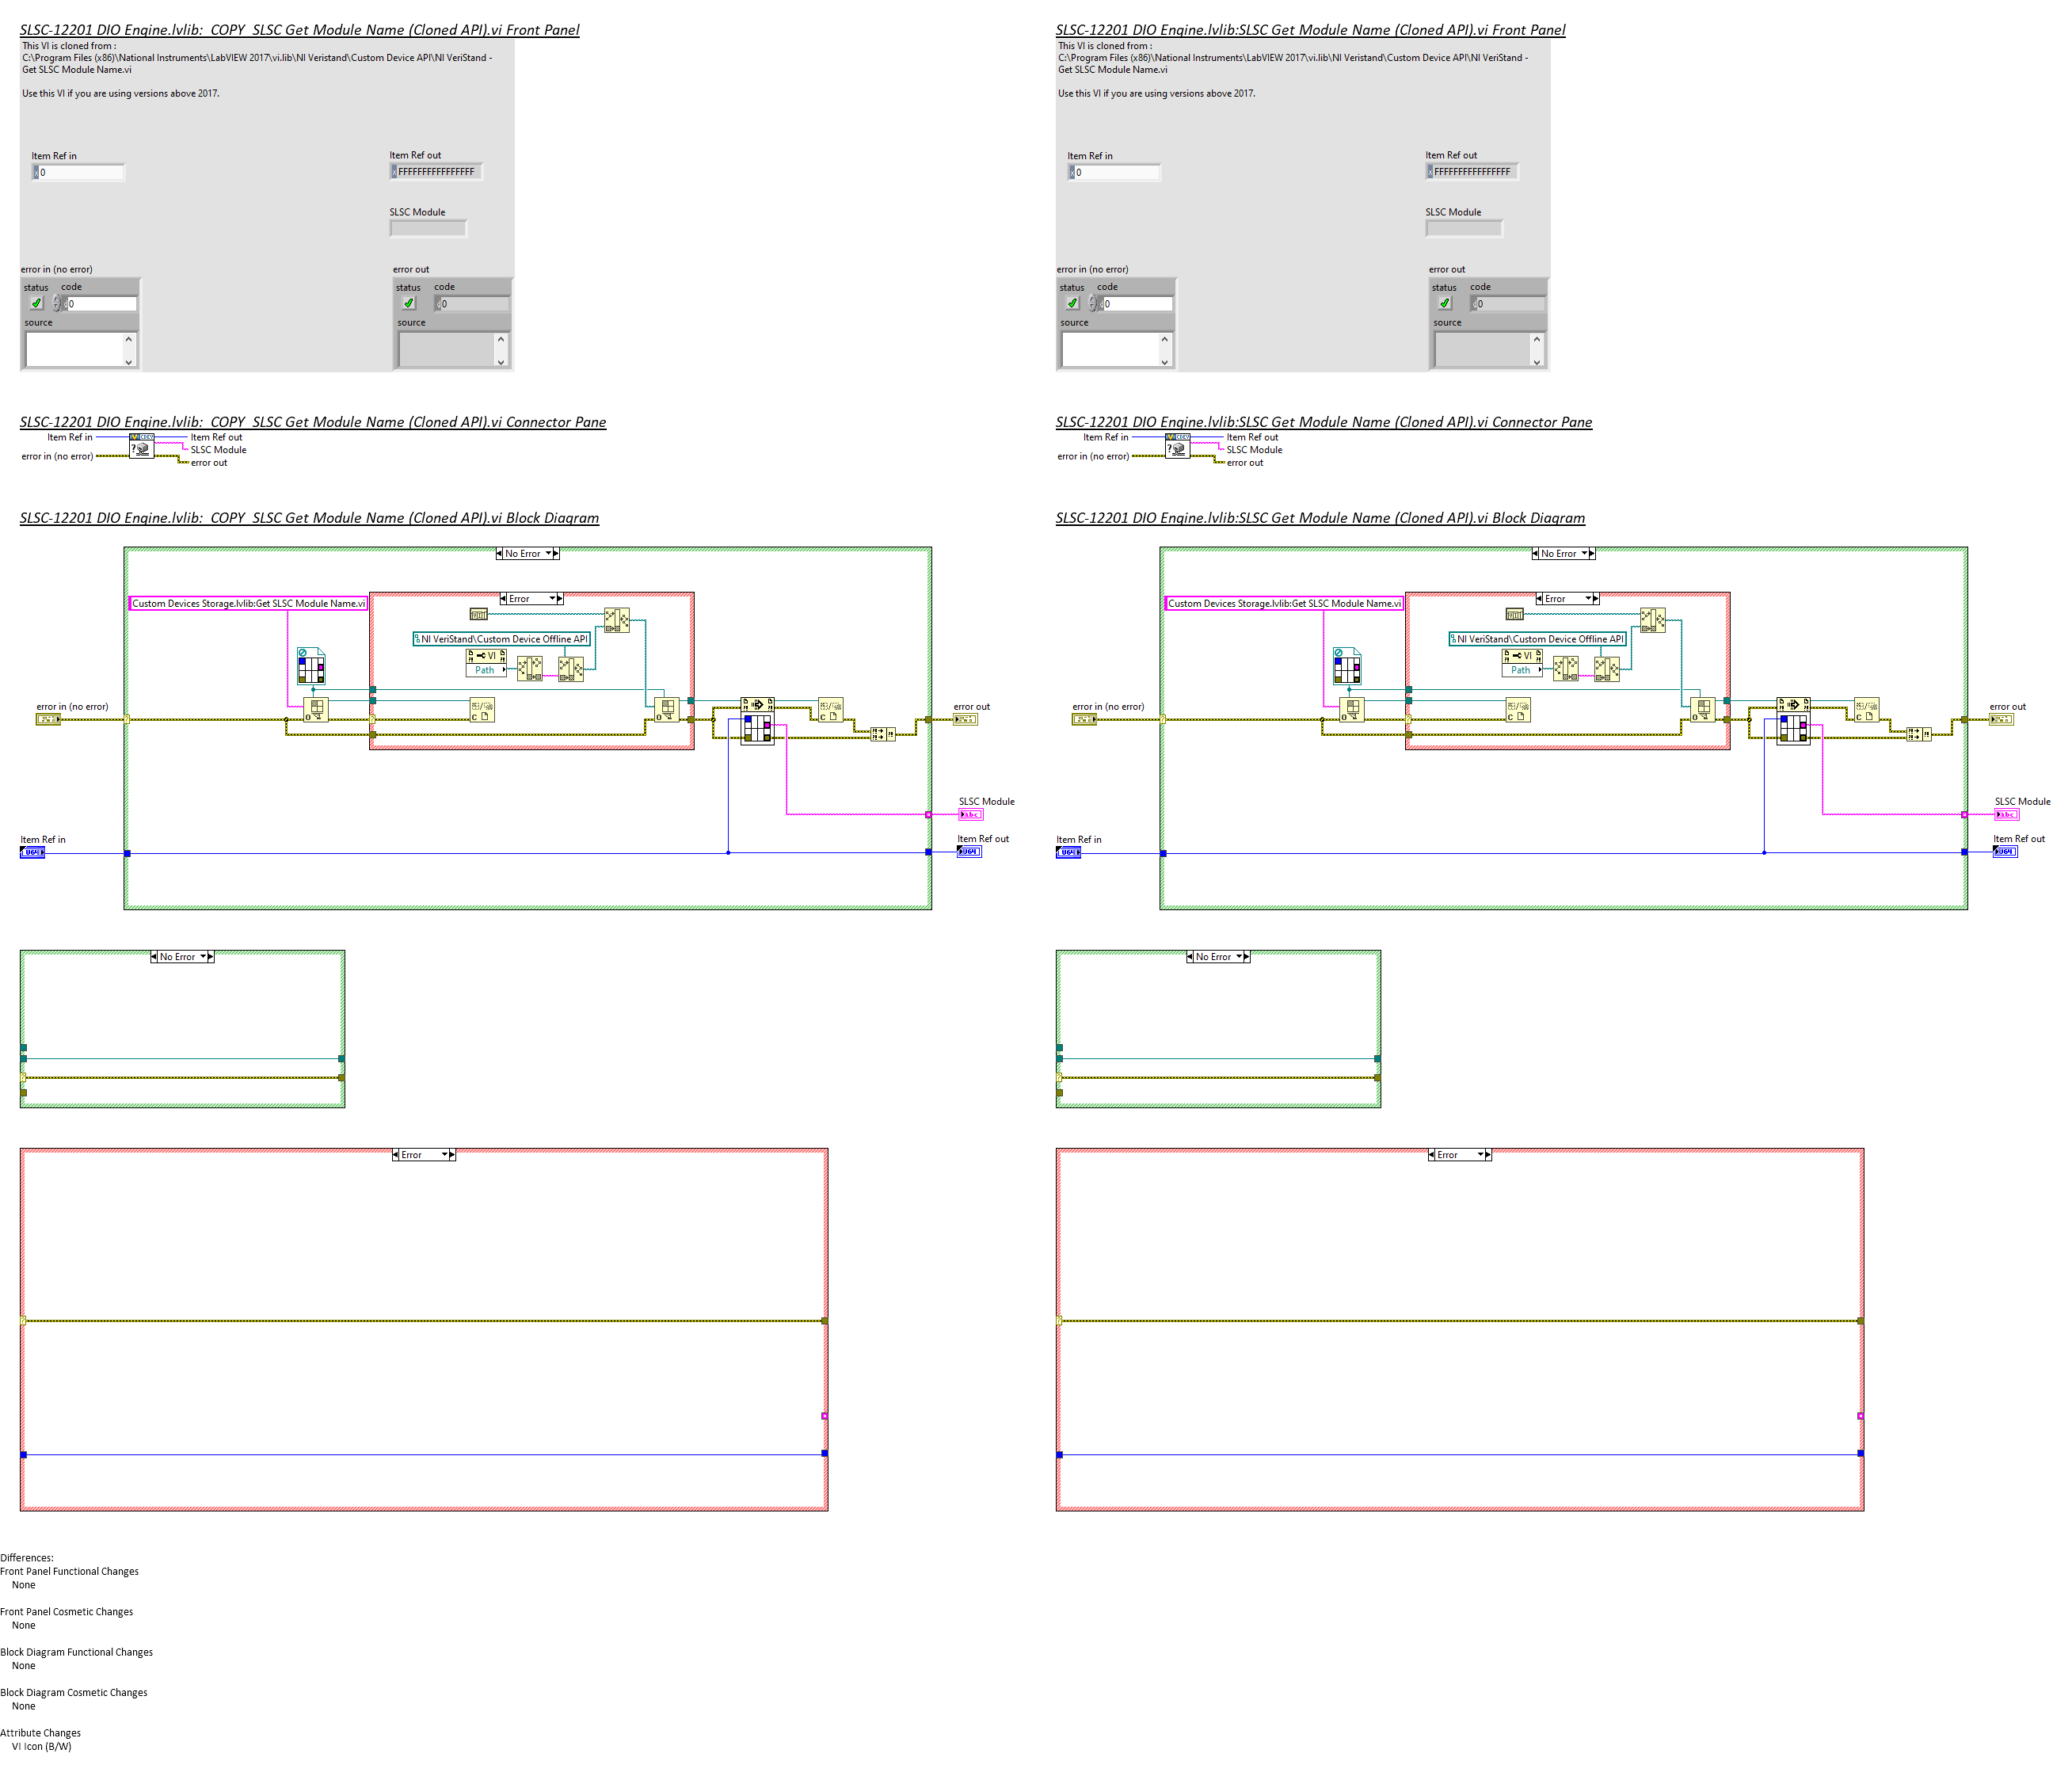 SLSC-12201 DIO Engine.lvlib:_COPY_SLSC Get Module Name (Cloned API).vi Front Panel
This VI is cloned from :
C:\Program Files (x86)\National Instruments\LabVIEW 2017\vi.lib\NI Veristand\Custom Device API\NI VeriStand -
Get SLSC Module Name.vi
Use this VI if you are using versions above 2017.
Item Ref in
x 0
Item Ref out
x FFFFFFFFFFFFFFFF
SLSC Module
error in (no error)
status code
d 0
source
error out
status code
d 0
source
SLSC-12201 DIO Engine.lvlib:_COPY_SLSC Get Module Name (Cloned API).vi Connector Pane
Item Ref in
error in (no error)
Item Ref out
SLSC Module
error out
SLSC-12201 DIO Engine.lvlib:_COPY_SLSC Get Module Name (Cloned API).vi Block Diagram
No Error
Custom Devices Storage.lvlib:Get SLSC Module Name.vi
Error
NI VeriStand\Custom Device Offline API
VI
Path
error in (no error)
error out
SLSC Module
abc
Item Ref in
U64
Item Ref out
U64
No Error
Error
SLSC-12201 DIO Engine.lvlib:SLSC Get Module Name (Cloned API).vi Front Panel
This VI is cloned from :
C:\Program Files (x86)\National Instruments\LabVIEW 2017\vi.lib\NI Veristand\Custom Device API\NI VeriStand -
Get SLSC Module Name.vi
Use this VI if you are using versions above 2017.
Item Ref in
x 0
Item Ref out
x FFFFFFFFFFFFFFFF
SLSC Module
error in (no error)
status code
d 0
source
error out
status code
d 0
source
SLSC-12201 DIO Engine.lvlib:SLSC Get Module Name (Cloned API).vi Connector Pane
Item Ref in
error in (no error)
Item Ref out
SLSC Module
error out
SLSC-12201 DIO Engine.lvlib:SLSC Get Module Name (Cloned API).vi Block Diagram
No Error
Custom Devices Storage.lvlib:Get SLSC Module Name.vi
Error
NI VeriStand\Custom Device Offline API
VI
Path
error in (no error)
error out
SLSC Module
abc
Item Ref in
U64
Item Ref out
U64
No Error
Error
Differences:
Front Panel Functional Changes
None
Front Panel Cosmetic Changes
None
Block Diagram Functional Changes
None
Block Diagram Cosmetic Changes
None
Attribute Changes
VI Icon (B/W)